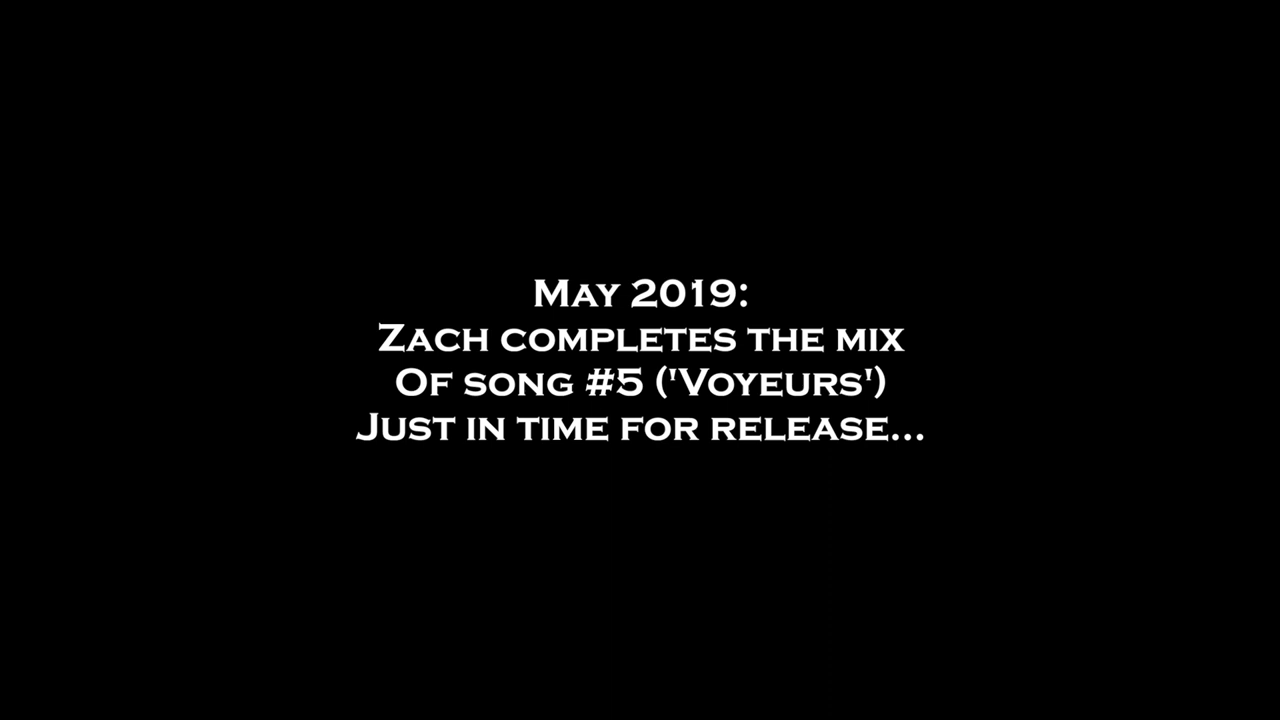 May 2019:
Zach completes the mix
Of song #5 ('Voyeurs')
Just in time for release...